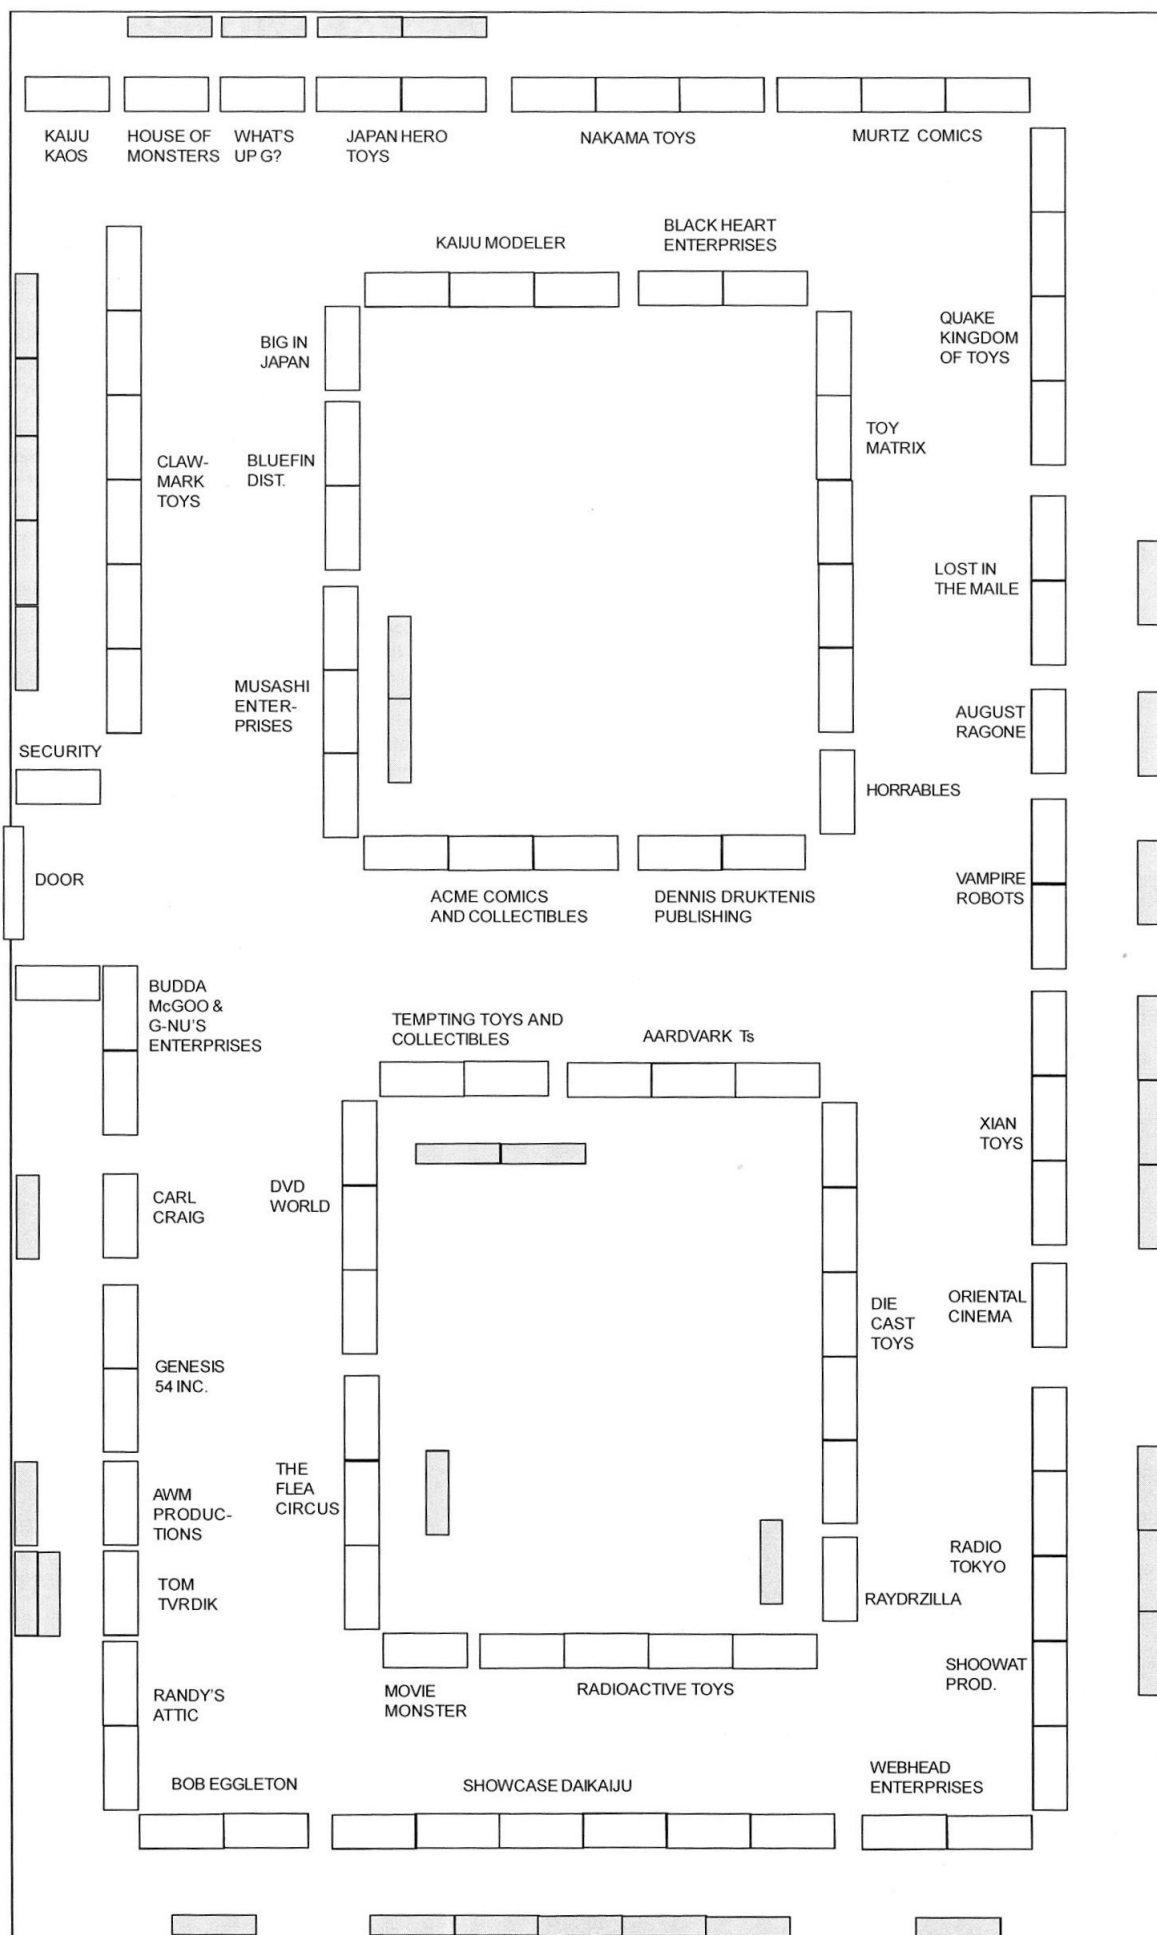 KAIJU
KAOS
HOUSE OF
MONSTERS
WHAT'S
UP G?
JAPAN HERO
TOYS
NAKAMA TOYS
MURTZ COMICS
KAIJU MODELER
BLACK HEART
ENTERPRISES
BIG IN
JAPAN
QUAKE
KINGDOM
OF TOYS
CLAW-
MARK
TOYS
BLUEFIN
DIST.
TOY
MATRIX
LOST IN
THE MAILE
MUSASHI
ENTER-
PRISES
AUGUST
RAGONE
SECURITY
HORRABLES
DOOR
ACME COMICS
AND COLLECTIBLES
DENNIS DRUKTENIS
PUBLISHING
VAMPIRE
ROBOTS
BUDDA
McGOO &
G-NU'S
ENTERPRISES
TEMPTING TOYS AND
COLLECTIBLES
AARDVARK Ts
XIAN
TOYS
CARL
CRAIG
DVD
WORLD
DIE
CAST
TOYS
ORIENTAL
CINEMA
GENESIS
54 INC.
THE
FLEA
CIRCUS
AWM
PRODUC-
TIONS
RADIO
TOKYO
TOM
TVRDIK
RAYDRZILLA
RANDY'S
ATTIC
MOVIE
MONSTER
RADIOACTIVE TOYS
SHOOWAT
PROD.
BOB EGGLETON
SHOWCASE DAIKAIJU
WEBHEAD
ENTERPRISES